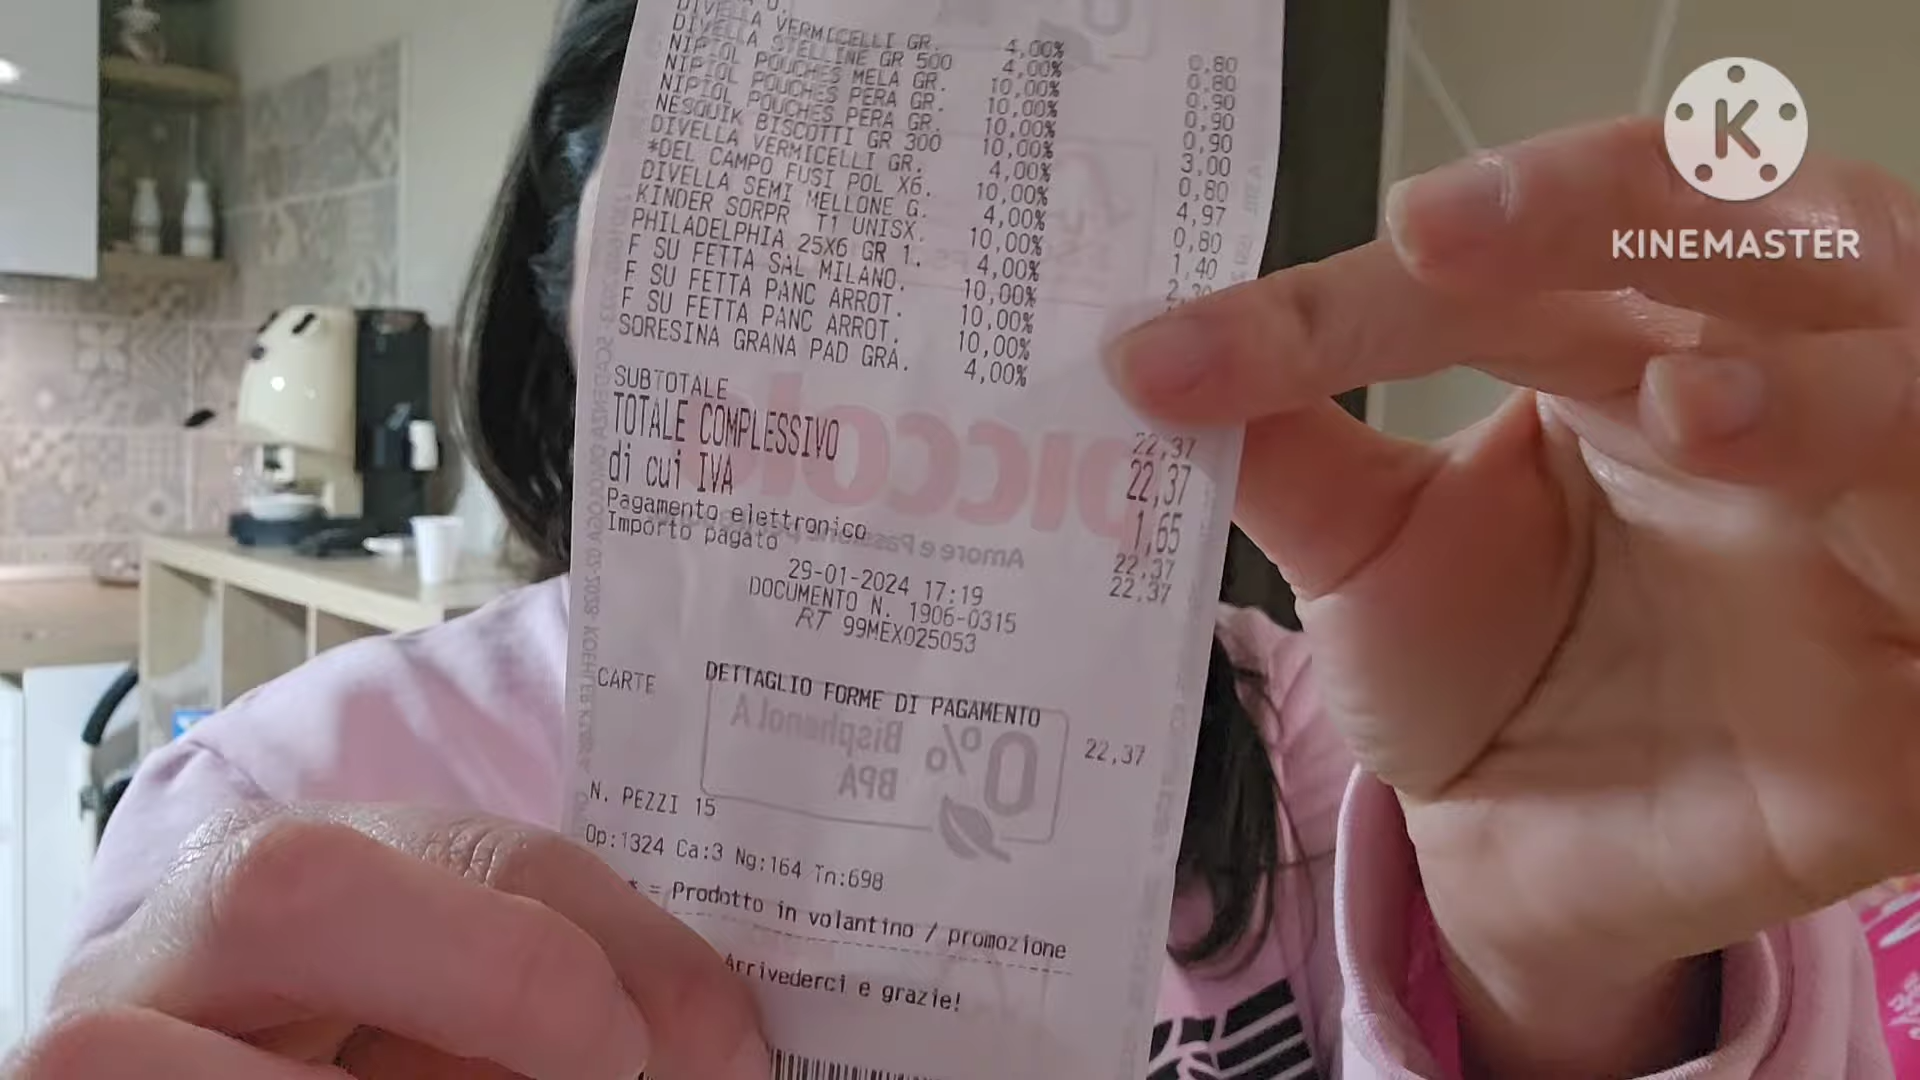 DIVELLA VERMICELLI GR. 4,00% 0,80
DIVELLA STELLINE GR 500 4,00% 0,80
NIPIOL POUCHES MELA GR. 10,00% 0,90
NIPIOL POUCHES PERA GR. 10,00% 0,90
NIPIOL POUCHES PERA GR. 10,00% 0,90
NESQUIK BISCOTTI GR 300 10,00% 3,00
DIVELLA VERMICELLI GR. 4,00% 0,80
*DEL CAMPO FUSI POL X6. 10,00% 4,97
DIVELLA SEMI MELLONE G. 4,00% 0,80
KINDER SORPR T1 UNISX. 10,00% 1,40
PHILADELPHIA 25X6 GR 1. 4,00%
F SU FETTA SAL MILANO. 10,00%
F SU FETTA PANC ARROT. 10,00%
F SU FETTA PANC ARROT. 10,00%
SORESINA GRANA PAD GRA. 4,00%
SUBTOTALE 22,37
TOTALE COMPLESSIVO 22,37
di cui IVA 1,65
Pagamento elettronico 22,37
Importo pagato 22,37
29-01-2024 17:19
DOCUMENTO N. 1906-0315
RT 99MEX025053
DETTAGLIO FORME DI PAGAMENTO
CARTE 22,37
N. PEZZI 15
Op:1324 Ca:3 Ng:164 Tn:698
* = Prodotto in volantino / promozione
Arrivederci e grazie!
piccolo
Amore e
0% Bisphenol A
BPA
K
KINEMASTER